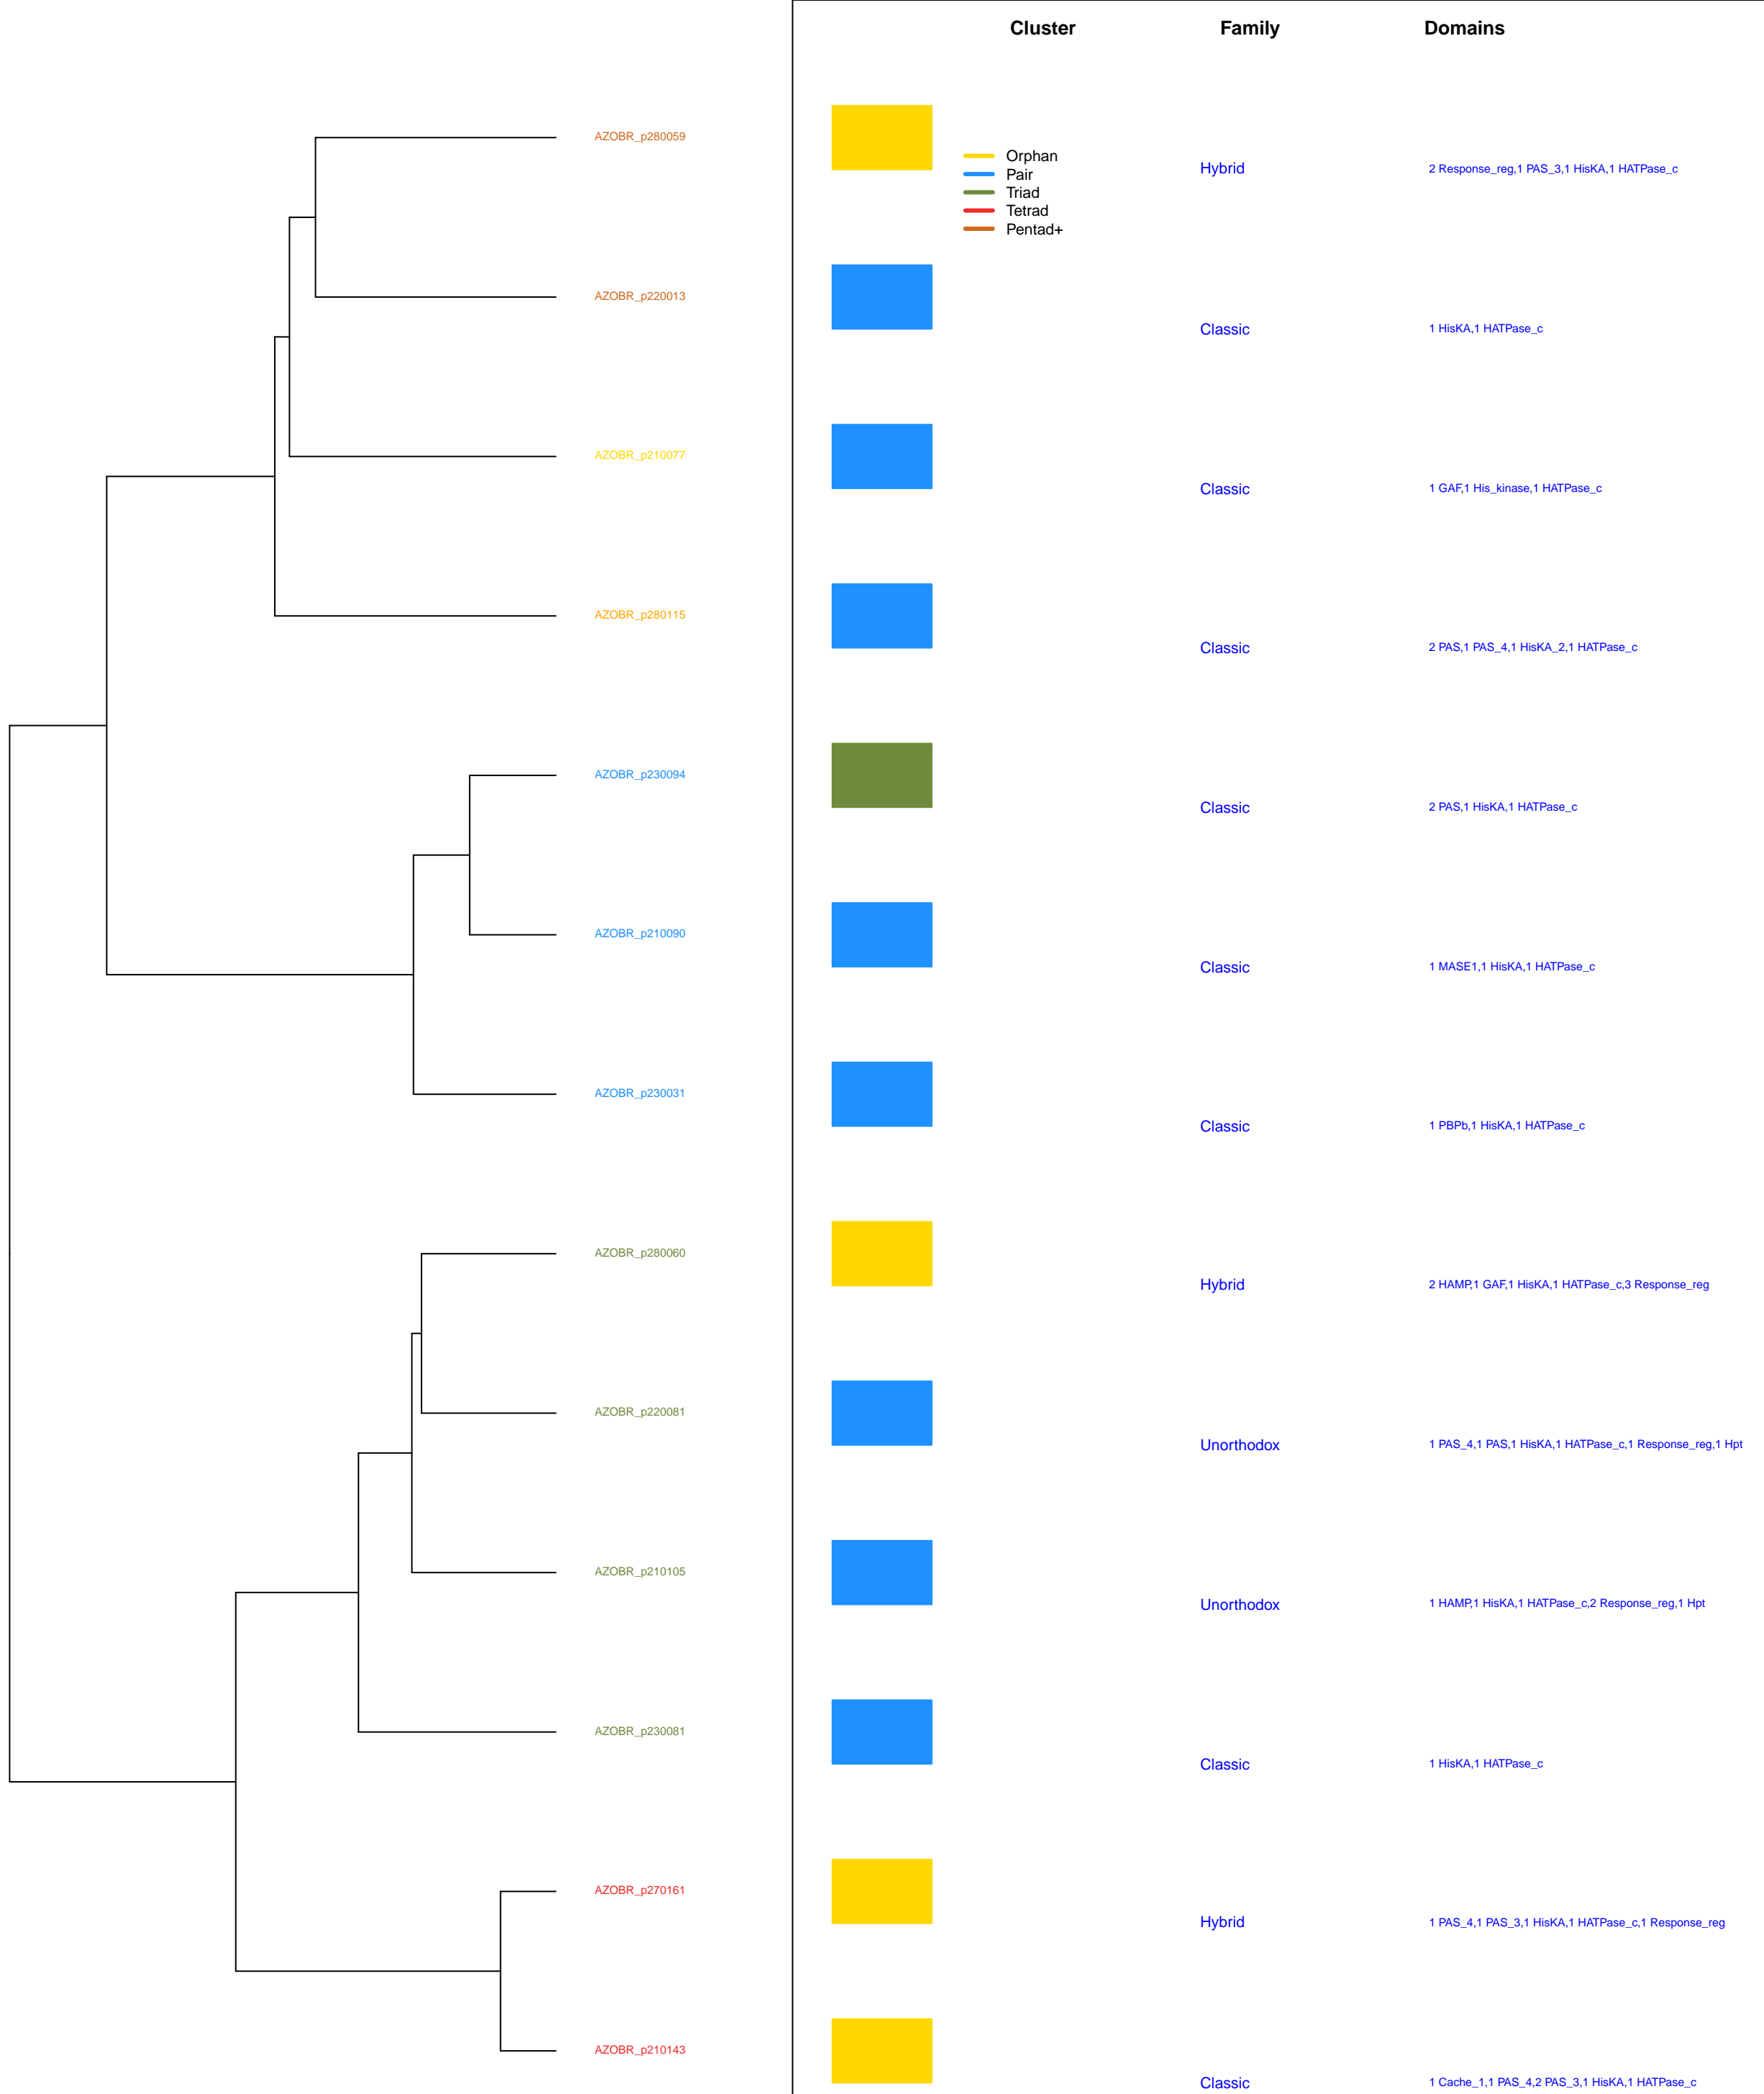 Cluster Family Domains
AZOBR_p280059
Orphan
Pair
Triad
Tetrad
Pentad+
Hybrid 2 Response_reg,1 PAS_3,1 HisKA,1 HATPase_c
AZOBR_p220013
Classic 1 HisKA,1 HATPase_c
AZOBR_p210077
Classic 1 GAF,1 His_kinase,1 HATPase_c
AZOBR_p280115
Classic 2 PAS,1 PAS_4,1 HisKA_2,1 HATPase_c
AZOBR_p230094
Classic 2 PAS,1 HisKA,1 HATPase_c
AZOBR_p210090
Classic 1 MASE1,1 HisKA,1 HATPase_c
AZOBR_p230031
Classic 1 PBPb,1 HisKA,1 HATPase_c
AZOBR_p280060
Hybrid 2 HAMP,1 GAF,1 HisKA,1 HATPase_c,3 Response_reg
AZOBR_p220081
Unorthodox 1 PAS_4,1 PAS,1 HisKA,1 HATPase_c,1 Response_reg,1 Hpt
AZOBR_p210105
Unorthodox 1 HAMP,1 HisKA,1 HATPase_c,2 Response_reg,1 Hpt
AZOBR_p230081
Classic 1 HisKA,1 HATPase_c
AZOBR_p270161
Hybrid 1 PAS_4,1 PAS_3,1 HisKA,1 HATPase_c,1 Response_reg
AZOBR_p210143
Classic 1 Cache_1,1 PAS_4,2 PAS_3,1 HisKA,1 HATPase_c